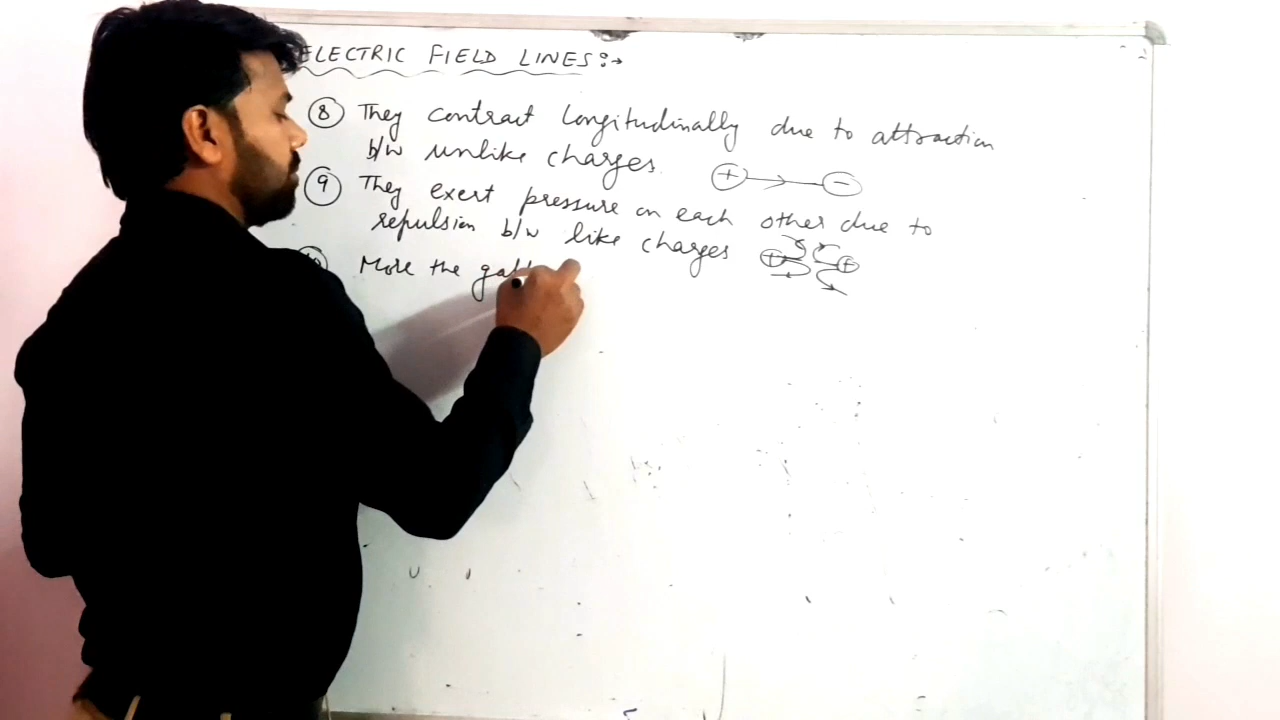 ELECTRIC FIELD LINES :→
⑧ They contract longitudinally due to attraction
b/w unlike charges. + -
⑨ They exert pressure on each other due to
repulsion b/w like charges + +
More the